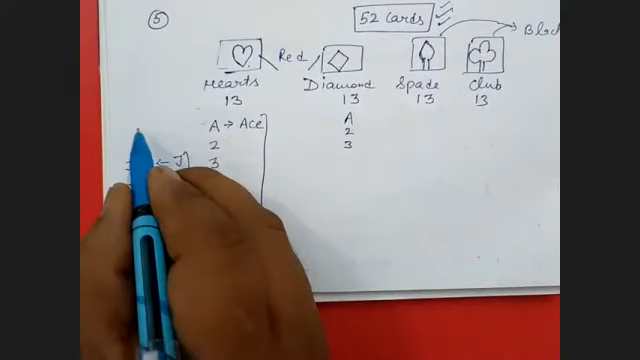 5
52 Cards
Red
Black
Hearts Diamond Spade Club
13 13 13 13
A → Ace A
2 2
3 3
← J